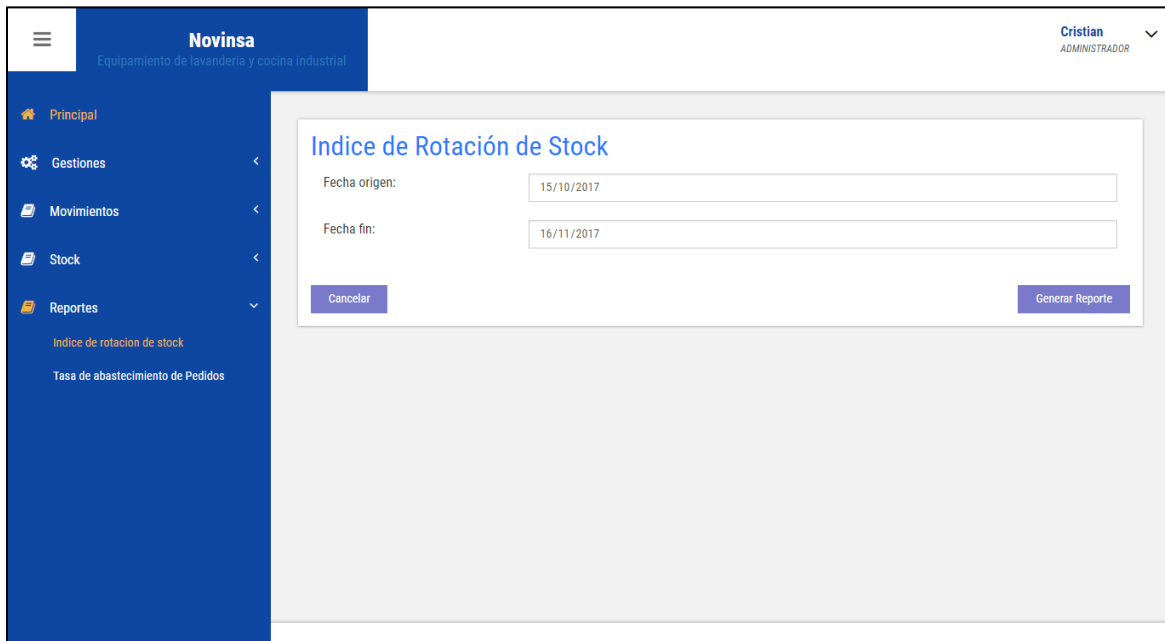 Novinsa
Equipamiento de lavanderia y cocina industrial
Cristian
ADMINISTRADOR
Principal
Gestiones
Movimientos
Stock
Reportes
Indice de rotacion de stock
Tasa de abastecimiento de Pedidos
Indice de Rotación de Stock
Fecha origen:
15/10/2017
Fecha fin:
16/11/2017
Cancelar
Generar Reporte